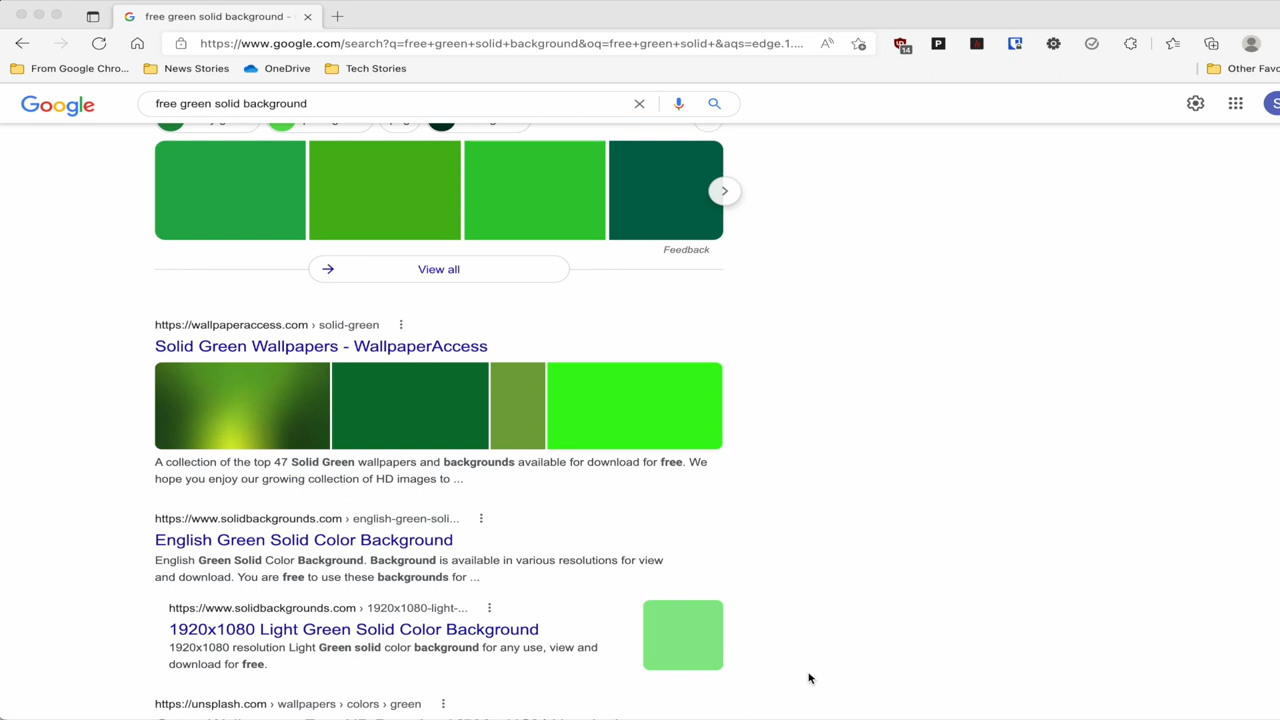 free green solid background -
https://www.google.com/search?q=free+green+solid+background&oq=free+green+solid+&aqs=edge.1....
14
P
From Google Chro...
News Stories
OneDrive
Tech Stories
Other Favo
Google
free green solid background
S
Feedback
View all
https://wallpaperaccess.com › solid-green
Solid Green Wallpapers - WallpaperAccess
A collection of the top 47 Solid Green wallpapers and backgrounds available for download for free. We
hope you enjoy our growing collection of HD images to ...
https://www.solidbackgrounds.com › english-green-soli...
English Green Solid Color Background
English Green Solid Color Background. Background is available in various resolutions for view
and download. You are free to use these backgrounds for ...
https://www.solidbackgrounds.com › 1920x1080-light-...
1920x1080 Light Green Solid Color Background
1920x1080 resolution Light Green solid color background for any use, view and
download for free.
https://unsplash.com › wallpapers › colors › green